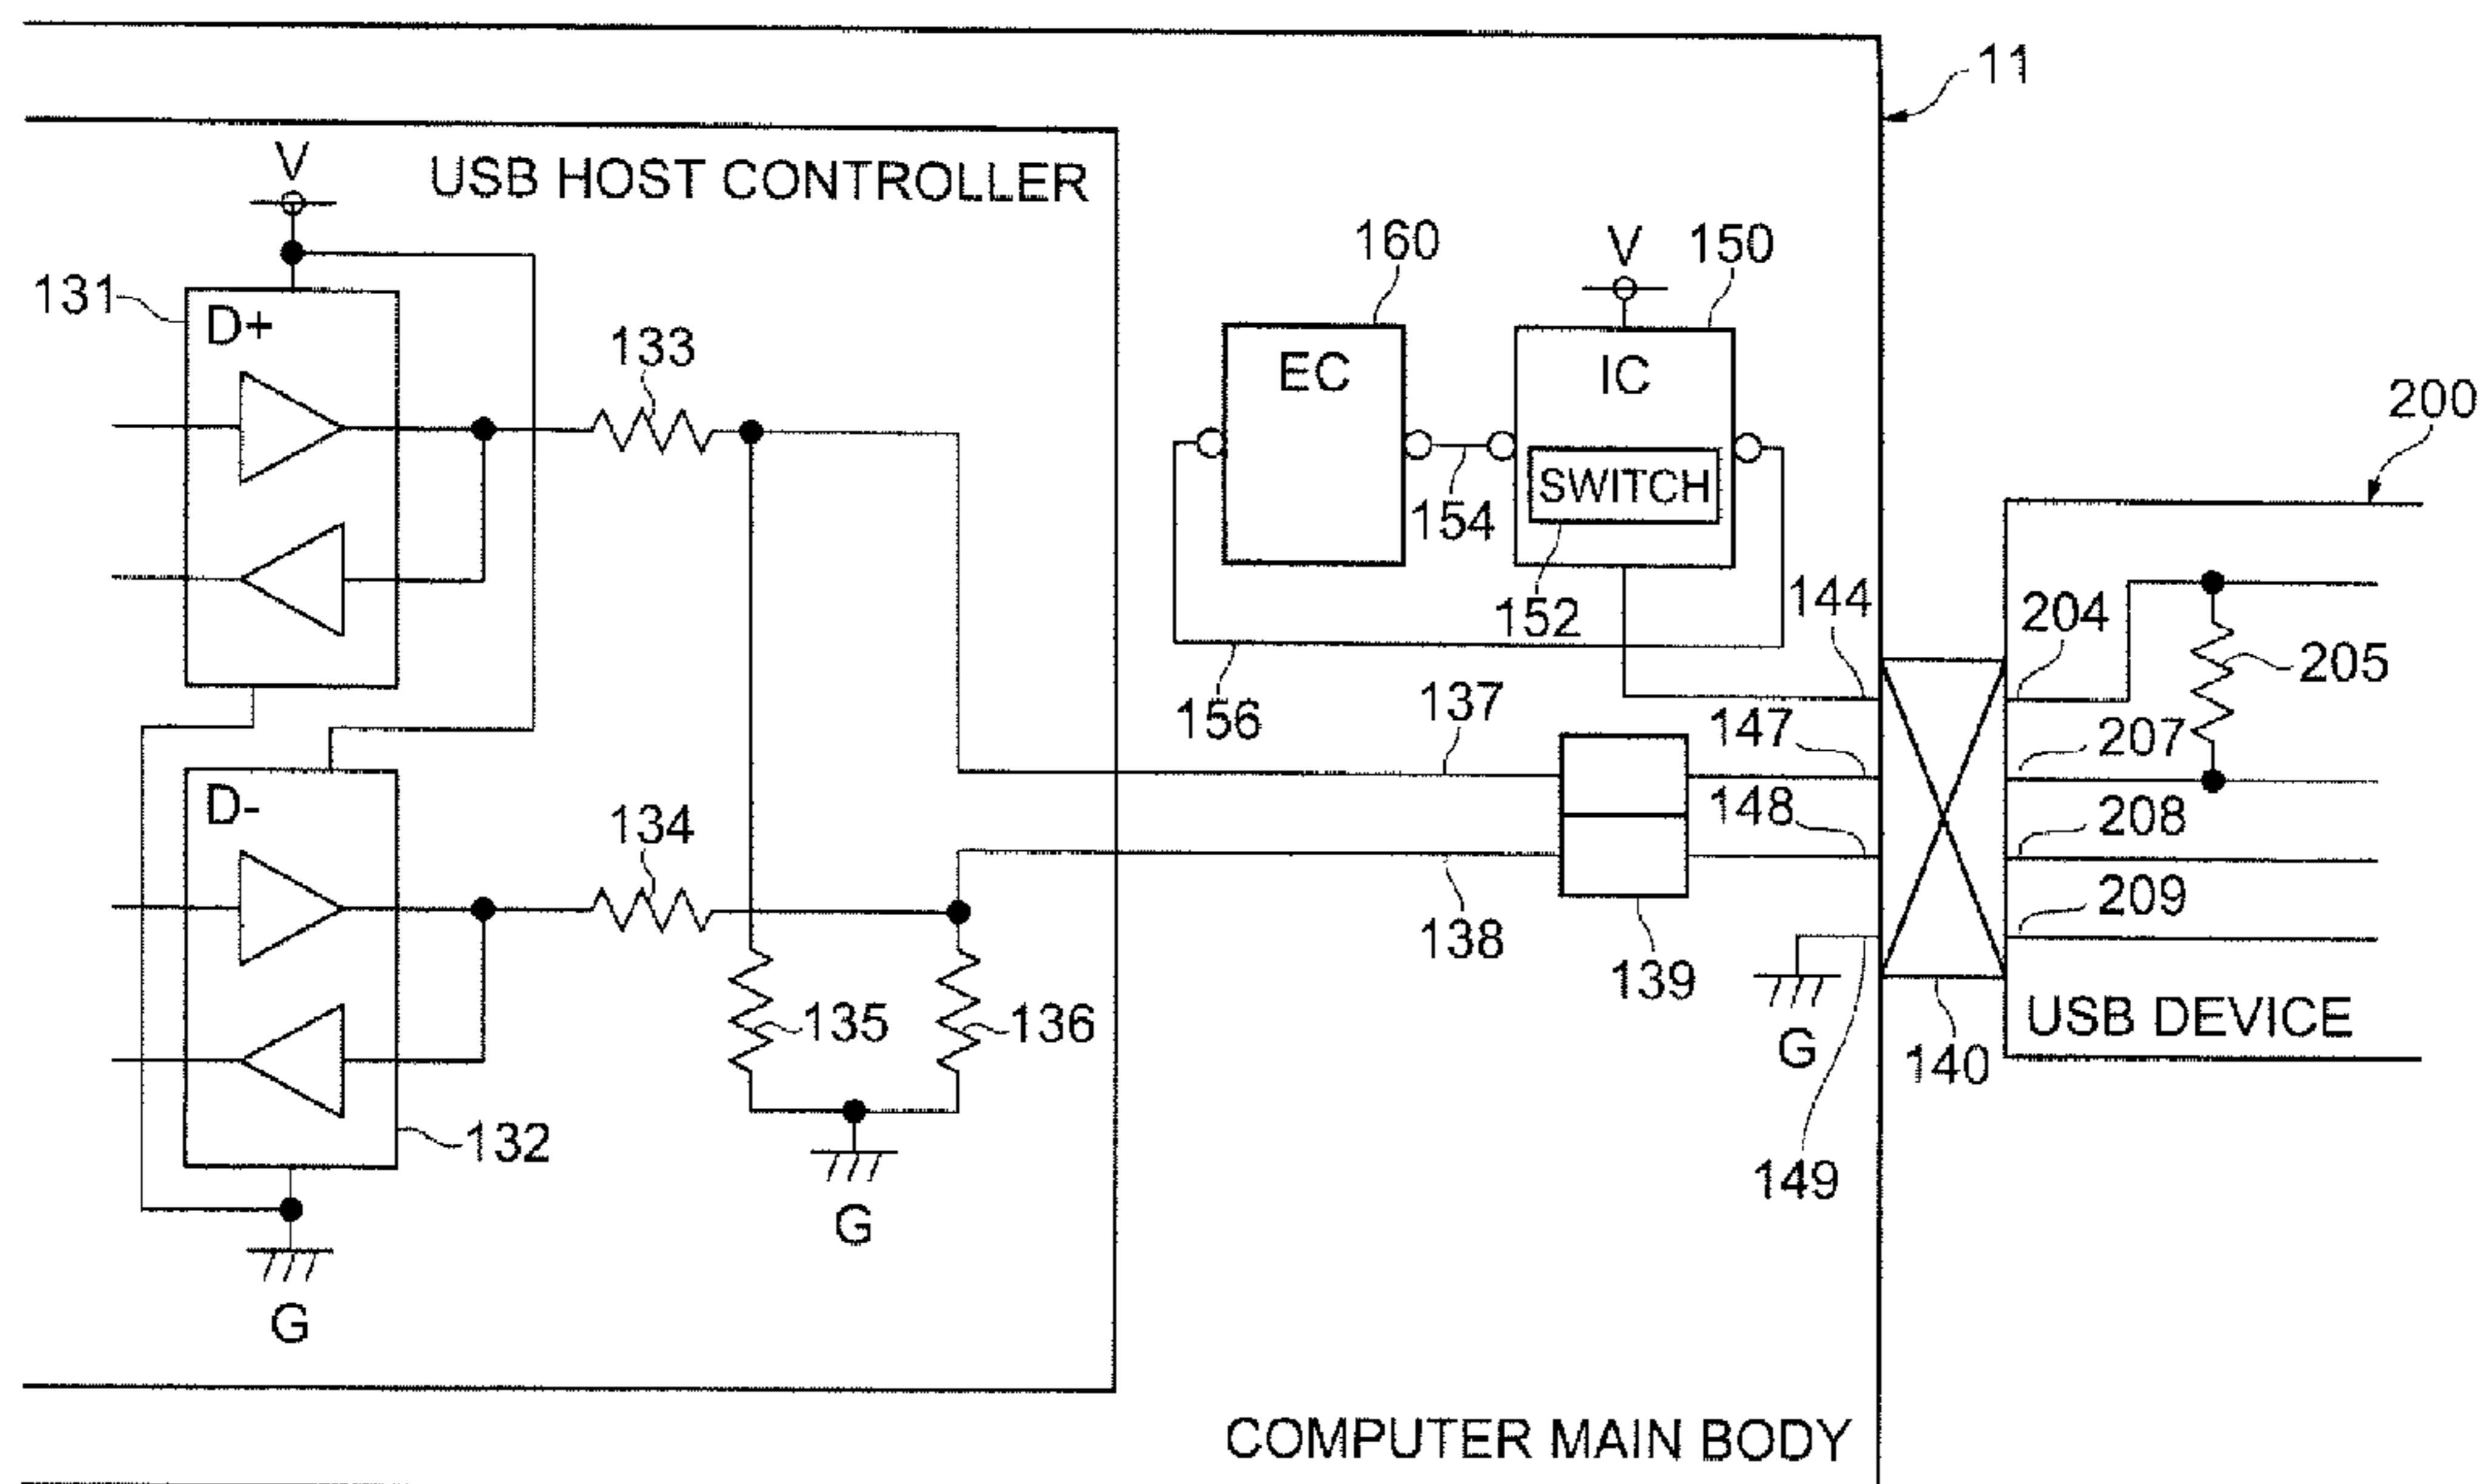 11
V
USB HOST CONTROLLER
160
V
150
131
D+
133
EC
IC
200
SWITCH
154
152
144
204
205
156
137
147
207
D-
134
148
208
209
138
139
135
136
G
140
USB DEVICE
132
149
G
G
COMPUTER MAIN BODY